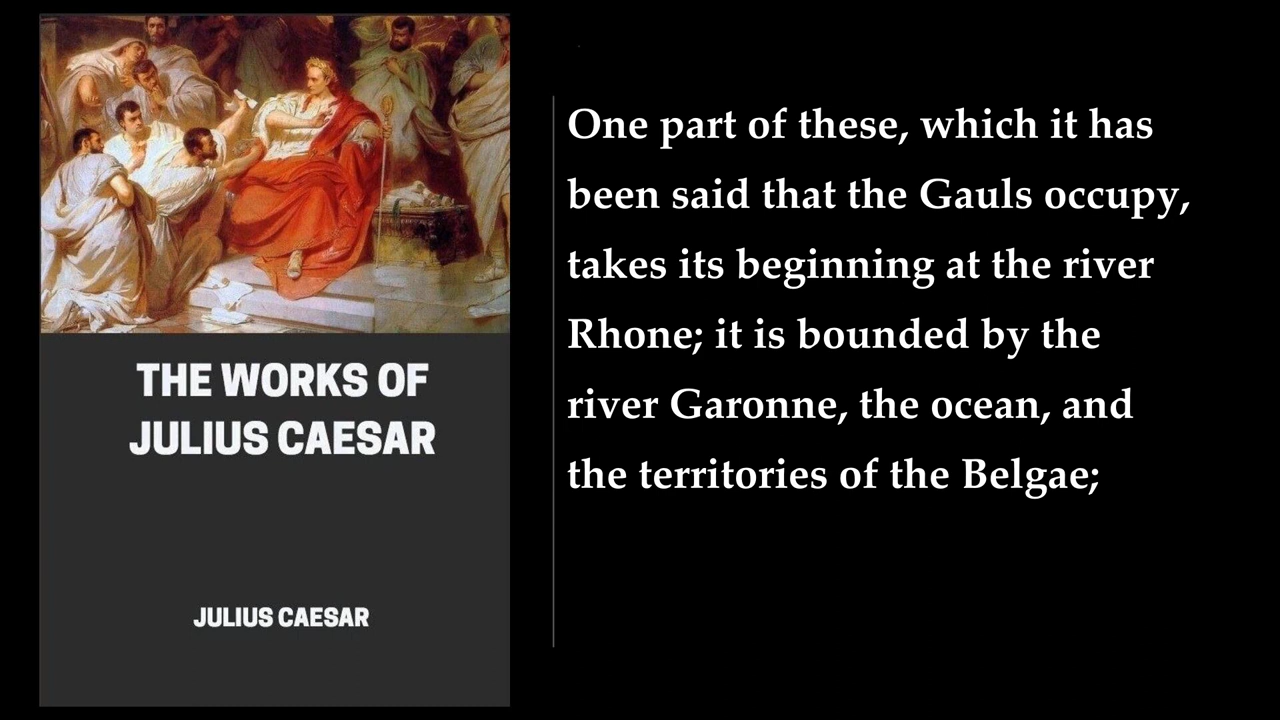 THE WORKS OF
JULIUS CAESAR
JULIUS CAESAR
One part of these, which it has
been said that the Gauls occupy,
takes its beginning at the river
Rhone; it is bounded by the
river Garonne, the ocean, and
the territories of the Belgae;